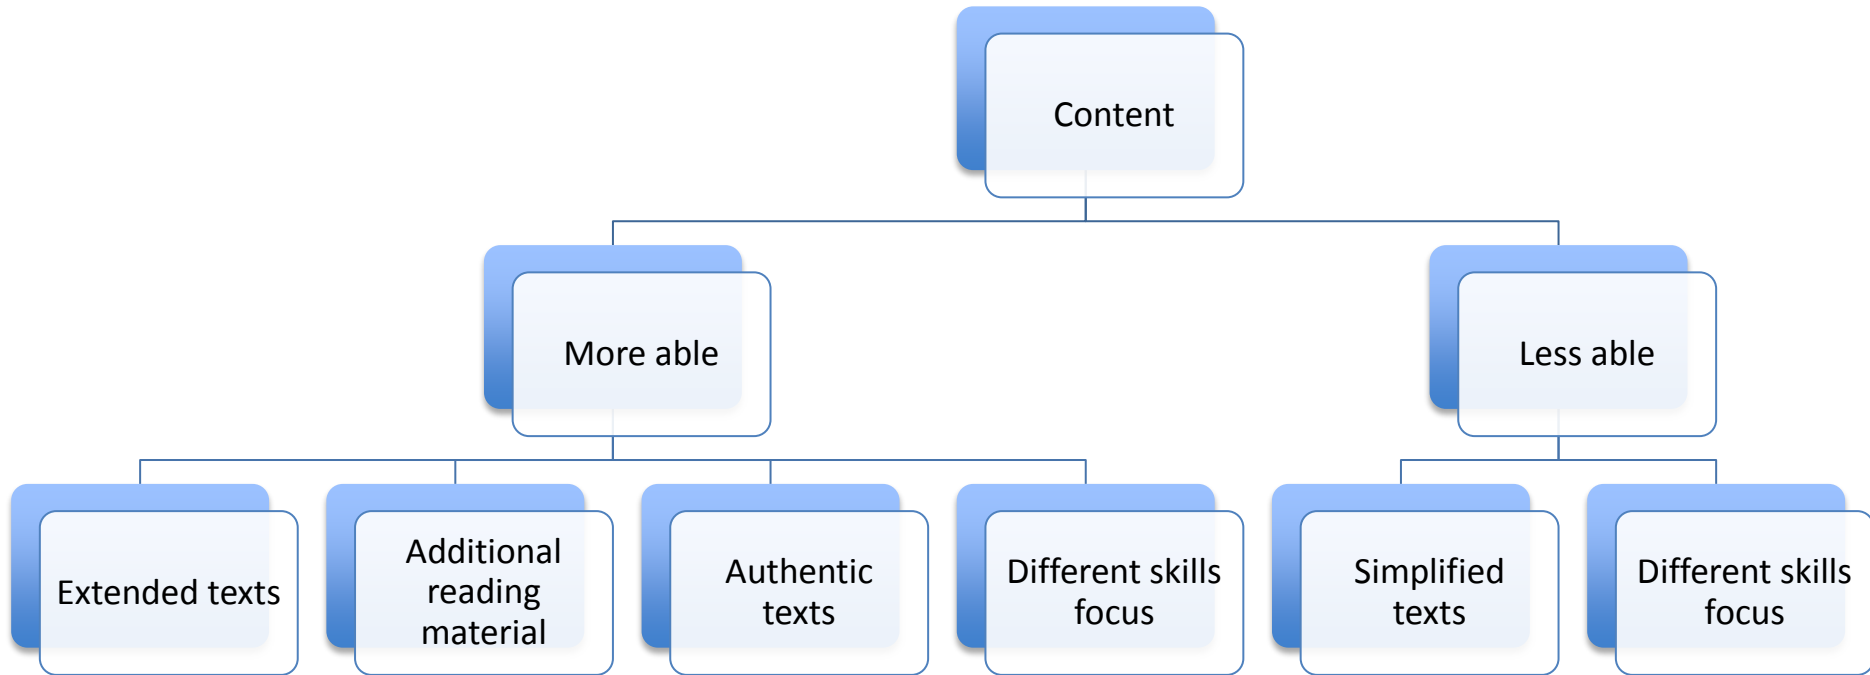 Content
More able
Less able
Extended texts
Additional
reading
material
Authentic
texts
Different skills
focus
Simplified
texts
Different skills
focus